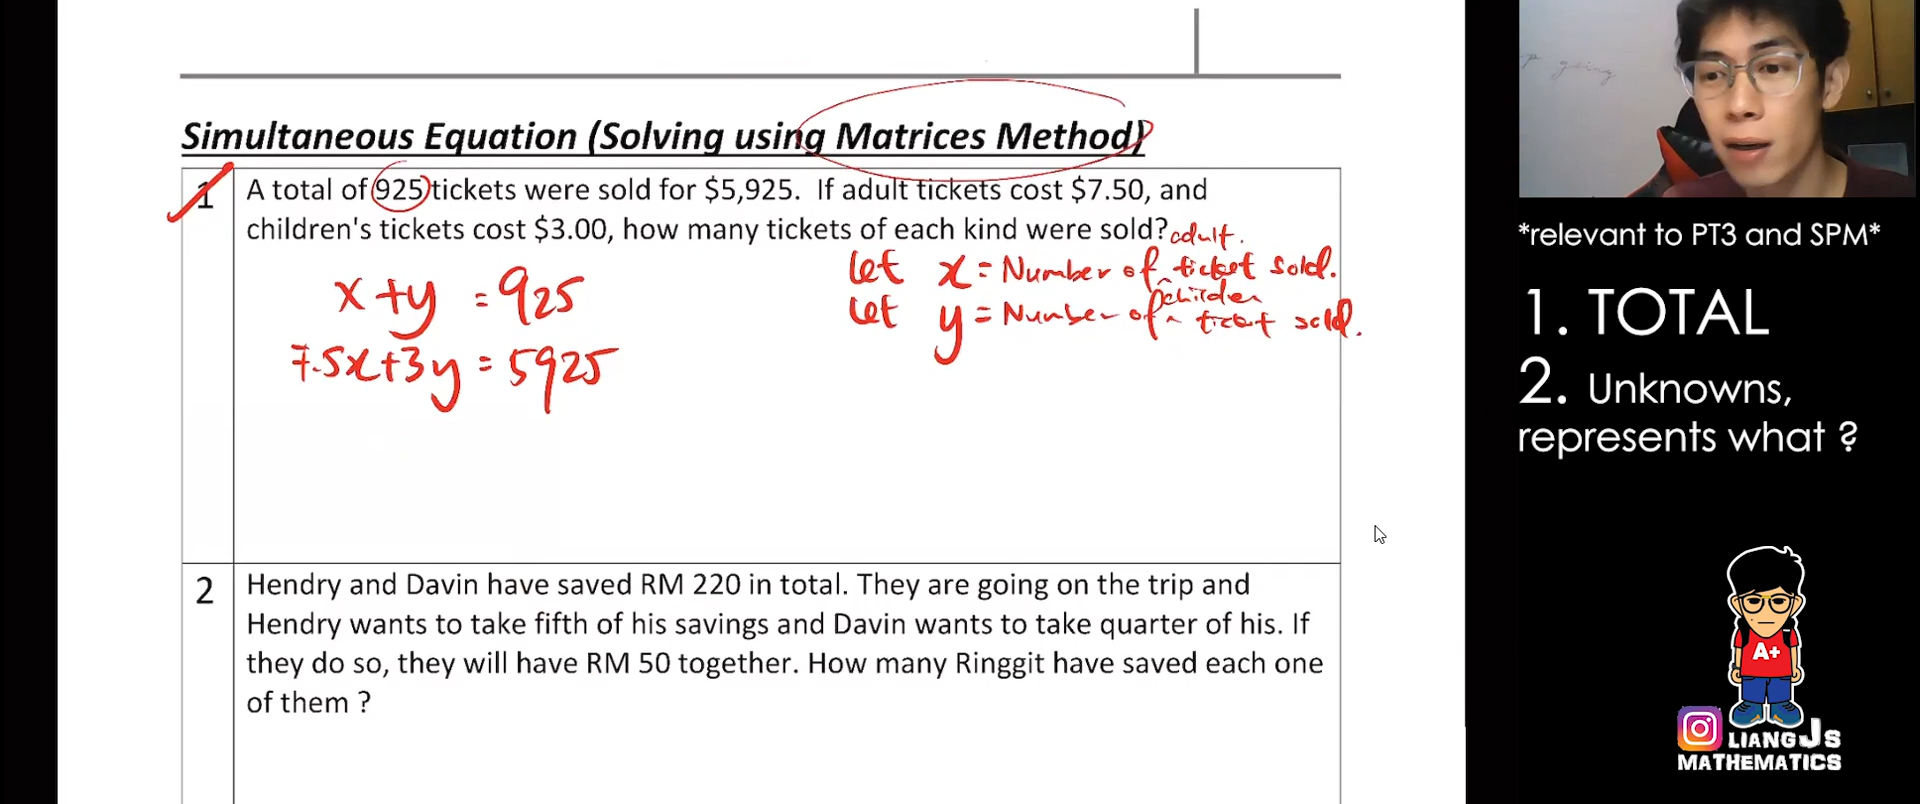 Simultaneous Equation (Solving using Matrices Method)
1 A total of 925 tickets were sold for $5,925. If adult tickets cost $7.50, and
children's tickets cost $3.00, how many tickets of each kind were sold?
adult.
let x = Number of ^ ticket sold.
children
let y = Number of ^ ticket sold.
x + y = 925
7.5x + 3y = 5925
2 Hendry and Davin have saved RM 220 in total. They are going on the trip and
Hendry wants to take fifth of his savings and Davin wants to take quarter of his. If
they do so, they will have RM 50 together. How many Ringgit have saved each one
of them ?
*relevant to PT3 and SPM*
1. TOTAL
2. Unknowns,
represents what ?
A+
LIANGJS
MATHEMATICS